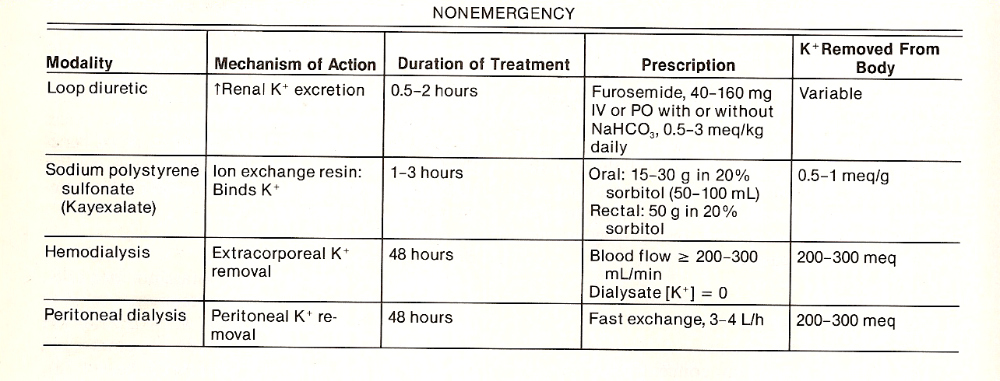 NONEMERGENCY
Modality
Mechanism of Action
Duration of Treatment
Prescription
K⁺ Removed From
Body
Loop diuretic
↑Renal K⁺ excretion
0.5–2 hours
Furosemide, 40–160 mg
IV or PO with or without
NaHCO₃, 0.5–3 meq/kg
daily
Variable
Sodium polystyrene
sulfonate
(Kayexalate)
Ion exchange resin:
Binds K⁺
1–3 hours
Oral: 15–30 g in 20%
sorbitol (50–100 mL)
Rectal: 50 g in 20%
sorbitol
0.5–1 meq/g
Hemodialysis
Extracorporeal K⁺
removal
48 hours
Blood flow ≥ 200–300
mL/min
Dialysate [K⁺] = 0
200–300 meq
Peritoneal dialysis
Peritoneal K⁺ re-
moval
48 hours
Fast exchange, 3–4 L/h
200–300 meq